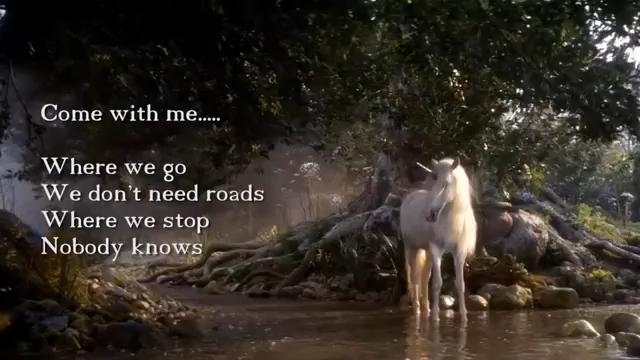 Come with me.....
Where we go
We don't need roads
Where we stop
Nobody knows